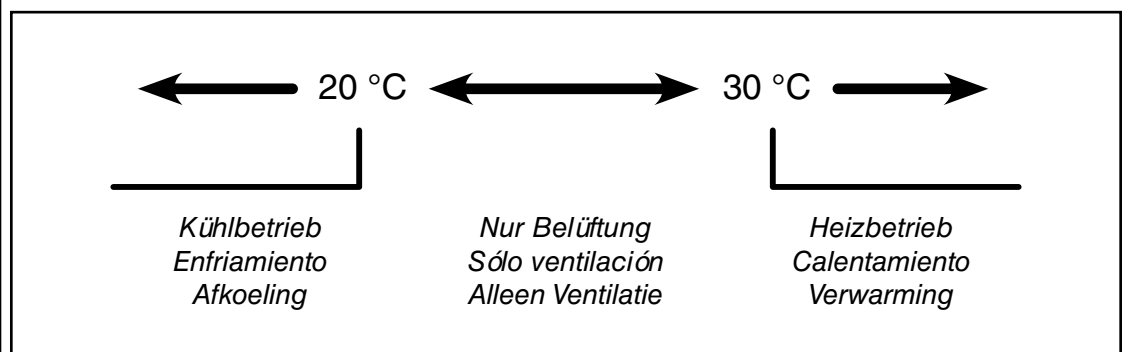 20 °C 30 °C
Kühlbetrieb
Enfriamiento
Afkoeling
Nur Belüftung
Sólo ventilación
Alleen Ventilatie
Heizbetrieb
Calentamiento
Verwarming